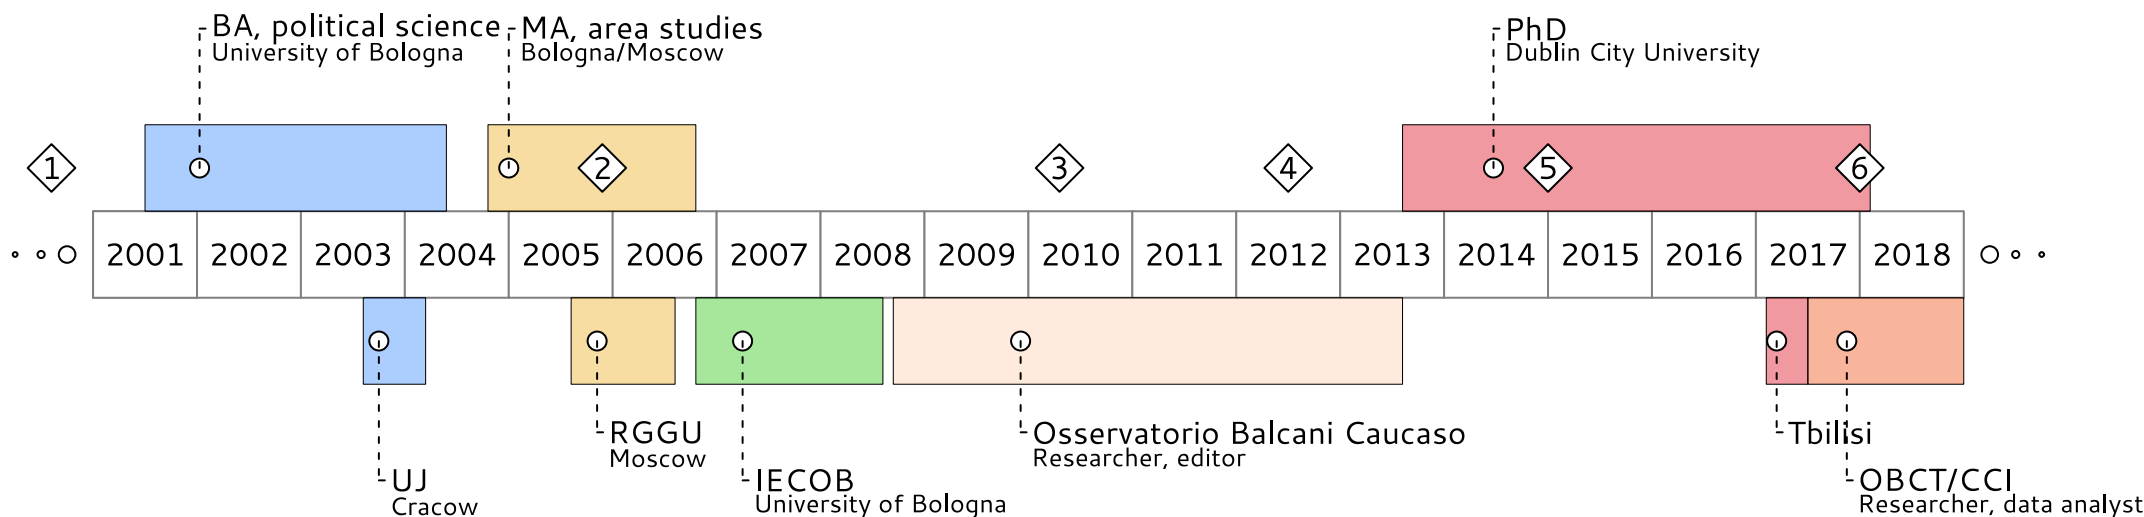 BA, political science
University of Bologna
MA, area studies
Bologna/Moscow
PhD
Dublin City University
1
2
3
4
5
6
2001 2002 2003 2004 2005 2006 2007 2008 2009 2010 2011 2012 2013 2014 2015 2016 2017 2018
RGGU
Moscow
Osservatorio Balcani Caucaso
Researcher, editor
Tbilisi
UJ
Cracow
IECOB
University of Bologna
OBCT/CCI
Researcher, data analyst